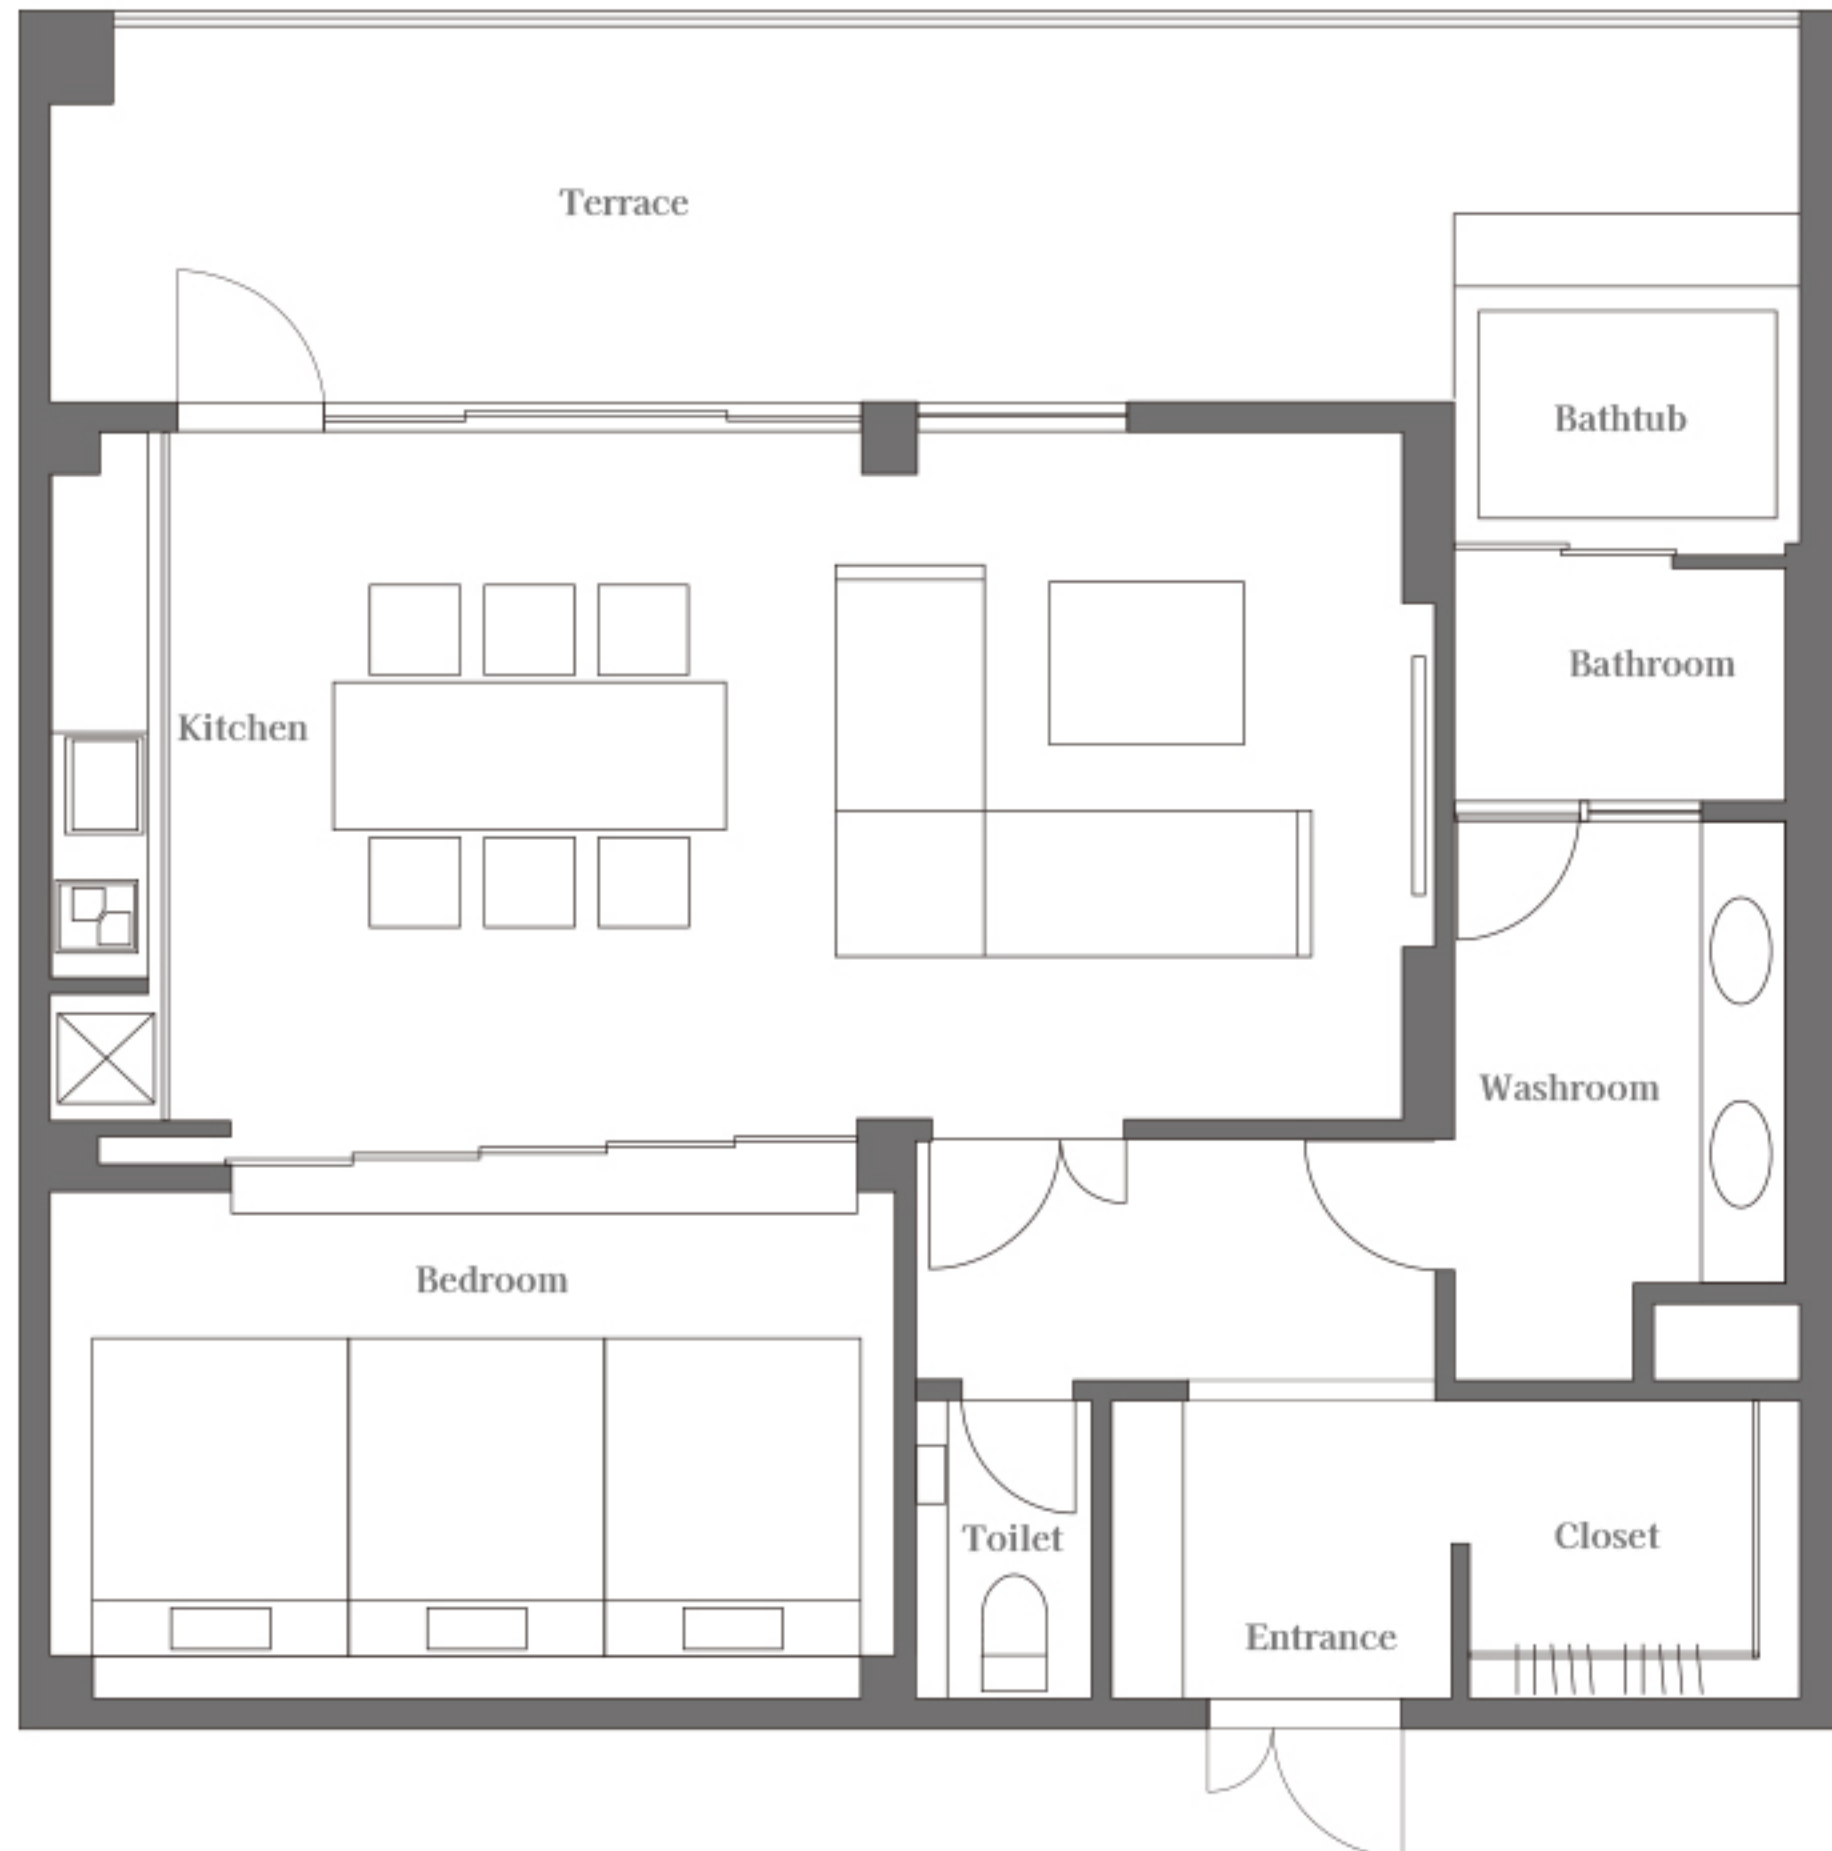 Terrace
Bathtub
Bathroom
Kitchen
Washroom
Bedroom
Toilet
Closet
Entrance